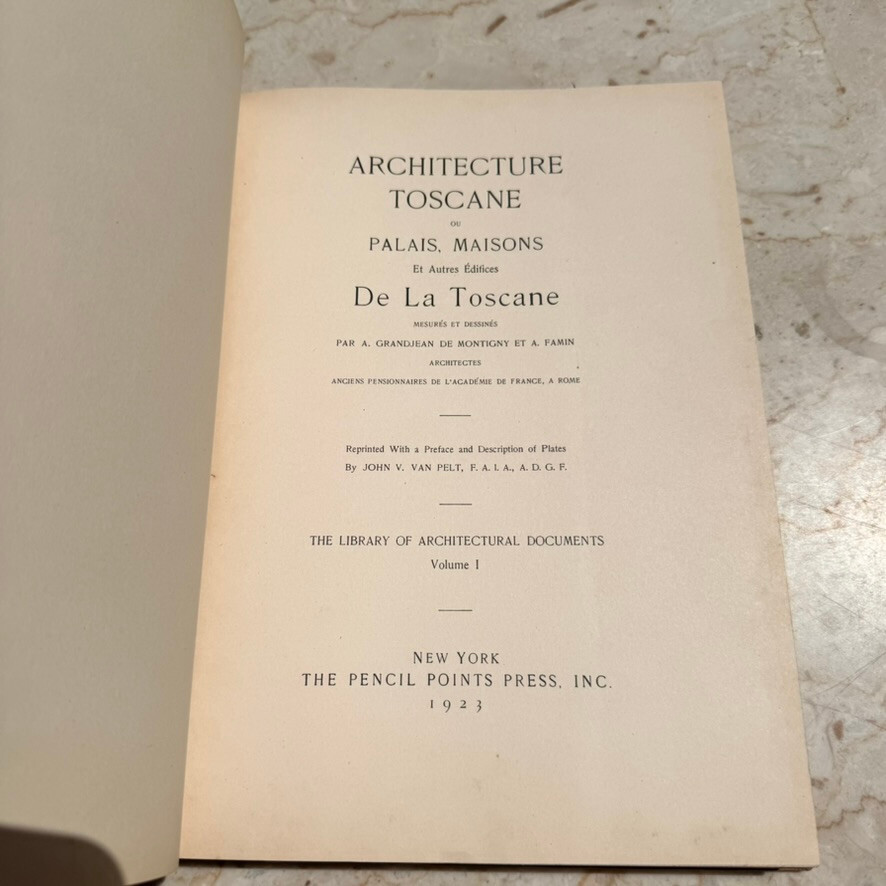 ARCHITECTURE
TOSCANE
OU
PALAIS, MAISONS
Et Autres Édifices
De La Toscane
MESURÉS ET DESSINÉS
PAR A. GRANDJEAN DE MONTIGNY ET A. FAMIN
ARCHITECTES
ANCIENS PENSIONNAIRES DE L'ACADÉMIE DE FRANCE, A ROME
Reprinted With a Preface and Description of Plates
By JOHN V. VAN PELT, F. A. I. A., A. D. G. F.
THE LIBRARY OF ARCHITECTURAL DOCUMENTS
Volume I
NEW YORK
THE PENCIL POINTS PRESS, INC.
1923